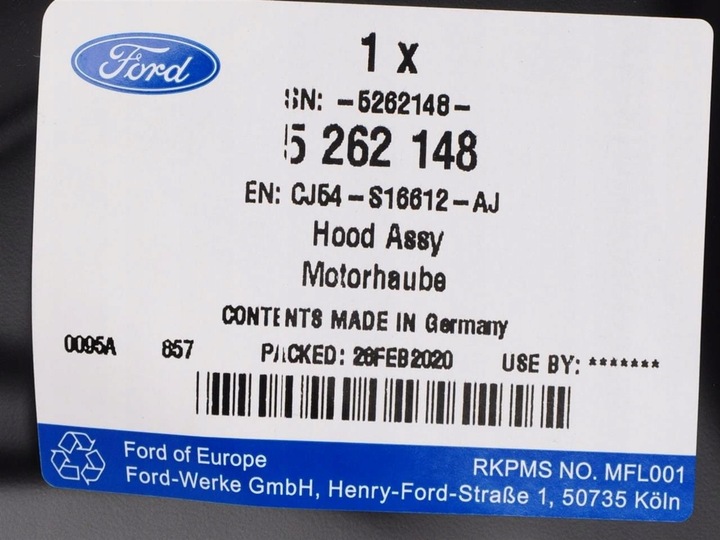 Ford
1 x
SN: -5262148-
5 262 148
EN: CJ54-S16612-AJ
Hood Assy
Motorhaube
CONTENTS MADE IN Germany
0095A 857 PACKED: 28FEB2020 USE BY: *******
Ford of Europe RKPMS NO. MFL001
Ford-Werke GmbH, Henry-Ford-Straße 1, 50735 Köln